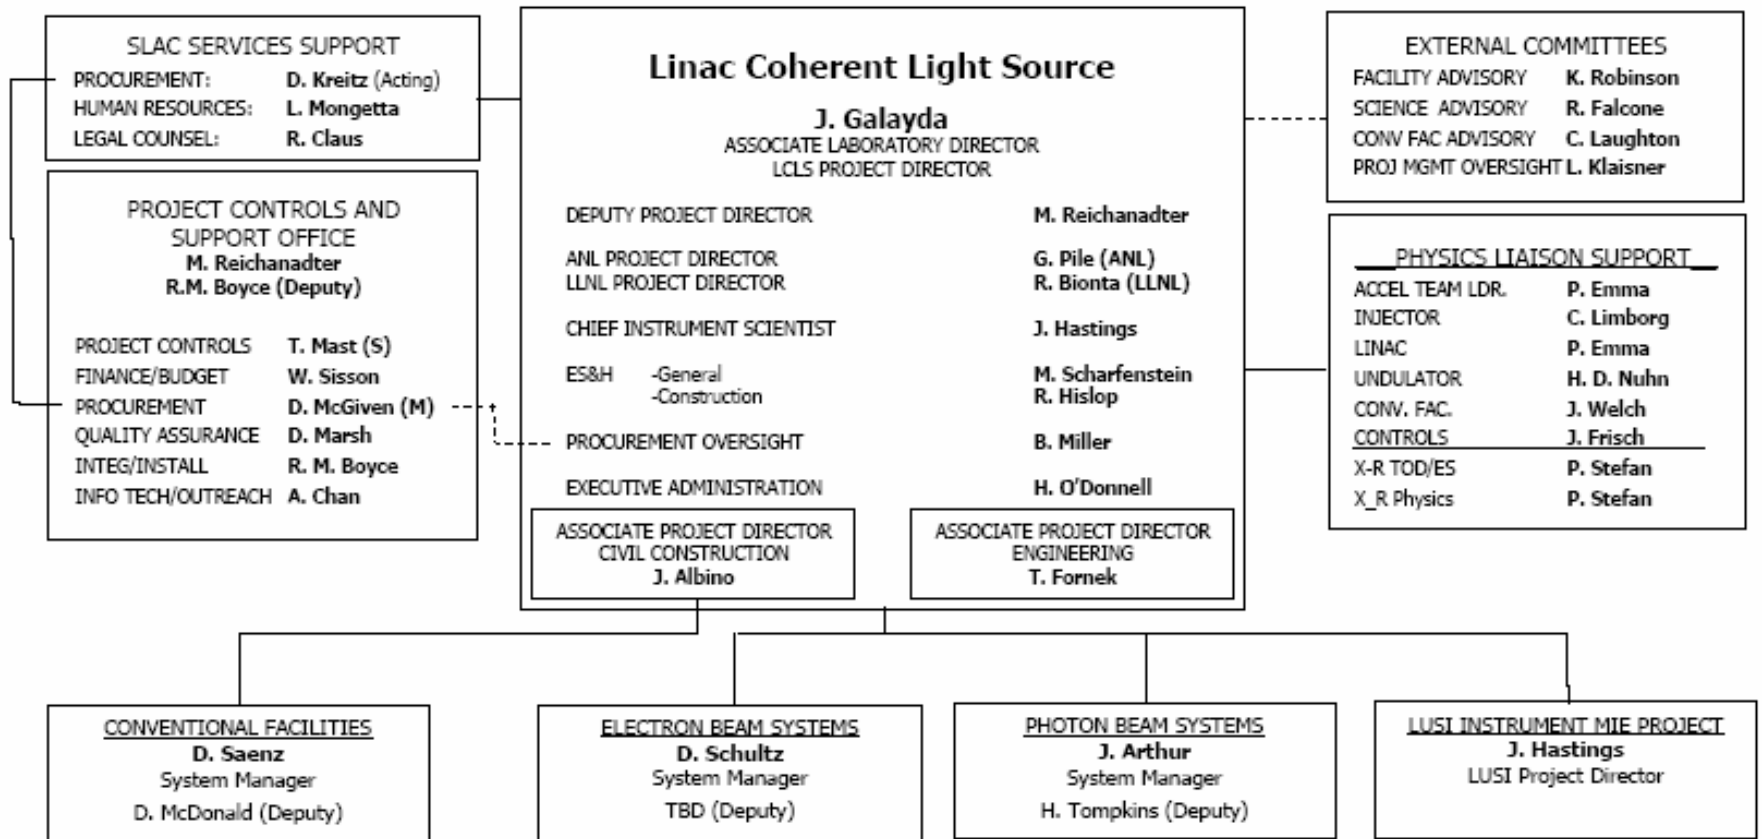 SLAC SERVICES SUPPORT
PROCUREMENT: D. Kreitz (Acting)
HUMAN RESOURCES: L. Mongetta
LEGAL COUNSEL: R. Claus
PROJECT CONTROLS AND
SUPPORT OFFICE
M. Reichanadter
R.M. Boyce (Deputy)
PROJECT CONTROLS T. Mast (S)
FINANCE/BUDGET W. Sisson
PROCUREMENT D. McGiven (M)
QUALITY ASSURANCE D. Marsh
INTEG/INSTALL R. M. Boyce
INFO TECH/OUTREACH A. Chan
Linac Coherent Light Source
J. Galayda
ASSOCIATE LABORATORY DIRECTOR
LCLS PROJECT DIRECTOR
DEPUTY PROJECT DIRECTOR M. Reichanadter
ANL PROJECT DIRECTOR G. Pile (ANL)
LLNL PROJECT DIRECTOR R. Bionta (LLNL)
CHIEF INSTRUMENT SCIENTIST J. Hastings
ES&H -General M. Scharfenstein
-Construction R. Hislop
PROCUREMENT OVERSIGHT B. Miller
EXECUTIVE ADMINISTRATION H. O'Donnell
ASSOCIATE PROJECT DIRECTOR
CIVIL CONSTRUCTION
J. Albino
ASSOCIATE PROJECT DIRECTOR
ENGINEERING
T. Fornek
EXTERNAL COMMITTEES
FACILITY ADVISORY K. Robinson
SCIENCE ADVISORY R. Falcone
CONV FAC ADVISORY C. Laughton
PROJ MGMT OVERSIGHT L. Klaisner
PHYSICS LIAISON SUPPORT
ACCEL TEAM LDR. P. Emma
INJECTOR C. Limborg
LINAC P. Emma
UNDULATOR H. D. Nuhn
CONV. FAC. J. Welch
CONTROLS J. Frisch
X-R TOD/ES P. Stefan
X_R Physics P. Stefan
CONVENTIONAL FACILITIES
D. Saenz
System Manager
D. McDonald (Deputy)
ELECTRON BEAM SYSTEMS
D. Schultz
System Manager
TBD (Deputy)
PHOTON BEAM SYSTEMS
J. Arthur
System Manager
H. Tompkins (Deputy)
LUSI INSTRUMENT MIE PROJECT
J. Hastings
LUSI Project Director